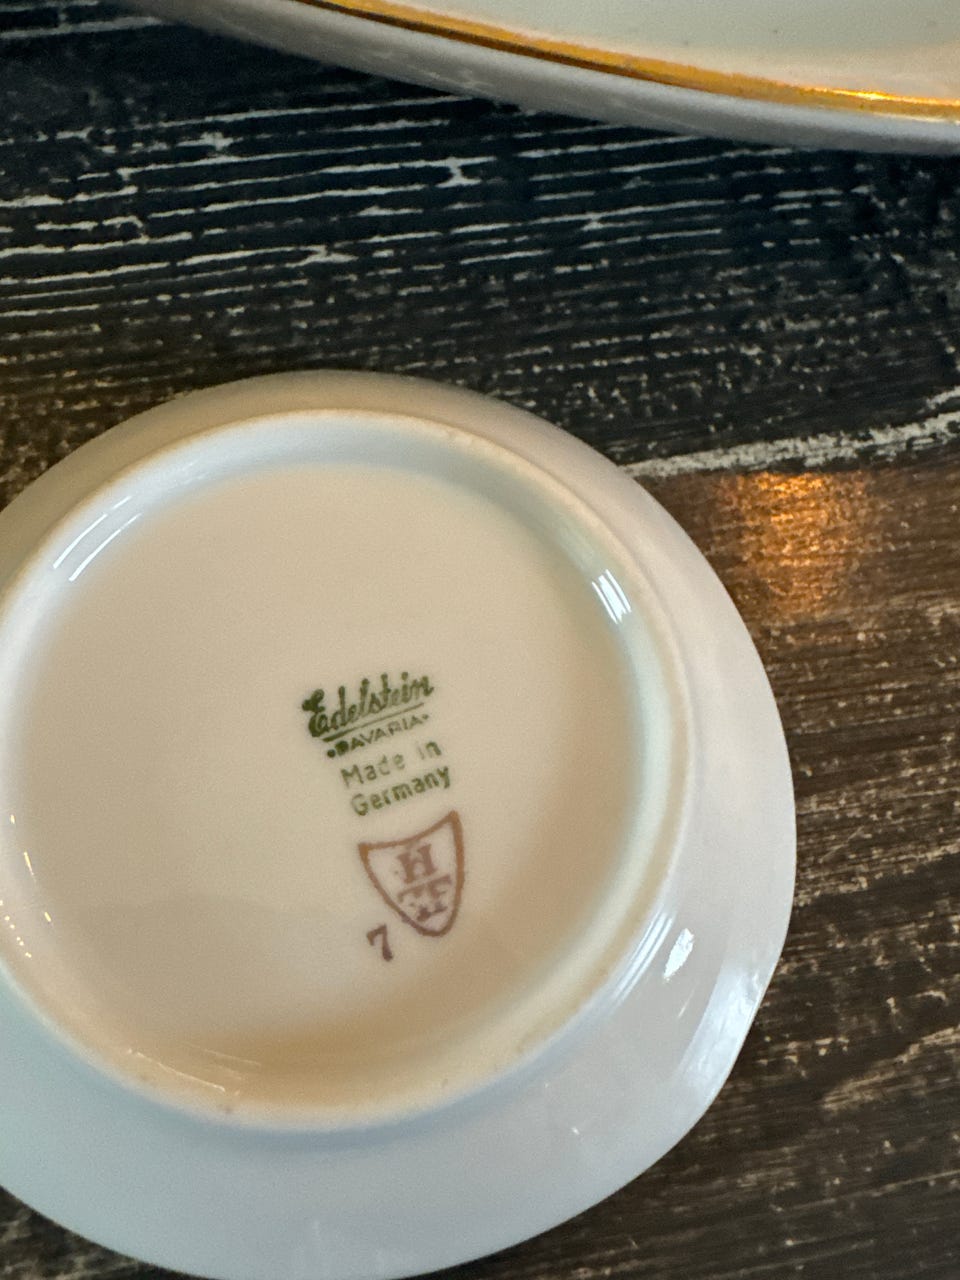 Edelstein
•BAVARIA•
Made in
Germany
H
T
7